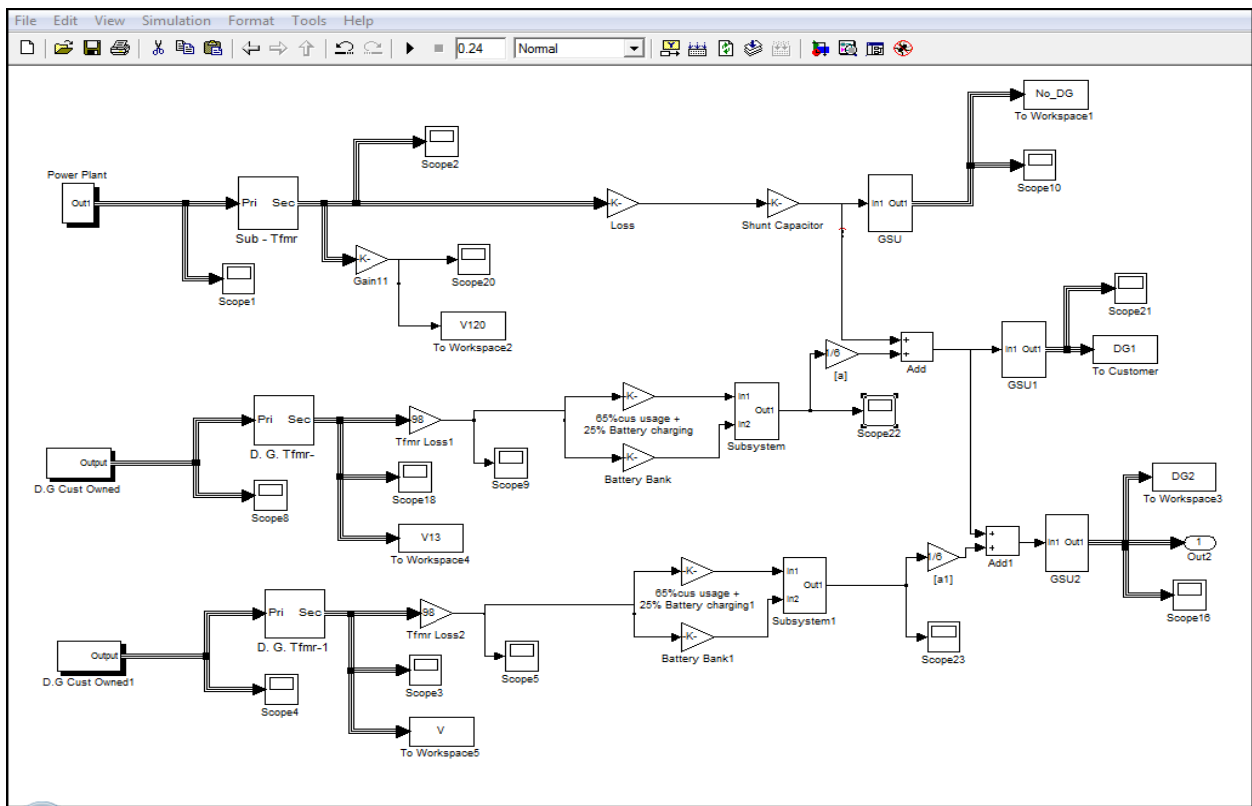 File Edit View Simulation Format Tools Help
0.24 Normal
No_DG
To Workspace1
Scope2
Power Plant
Out1
Pri Sec
Sub - Tfmr
Scope1
-K-
Gain11
Scope20
V120
To Workspace2
-K-
Loss
-K-
Shunt Capacitor
In1 Out1
GSU
Scope10
Scope21
1/6
[a]
+
+
Add
In1 Out1
GSU1
DG1
To Customer
Output
D.G Cust Owned
Scope8
Pri Sec
D. G. Tfmr-
98
Tfmr Loss1
Scope18
V13
To Workspace4
Scope9
-K-
65%cus usage +
25% Battery charging
-K-
Battery Bank
In1
In2
Out1
Subsystem
Scope22
DG2
To Workspace3
+
+
Add1
In1 Out1
GSU2
1
Out2
Scope16
Output
D.G Cust Owned1
Scope4
Pri Sec
D. G. Tfmr-1
98
Tfmr Loss2
Scope3
V
To Workspace5
Scope5
-K-
65%cus usage +
25% Battery charging1
-K-
Battery Bank1
In1
In2
Out1
Subsystem1
1/6
[a1]
Scope23